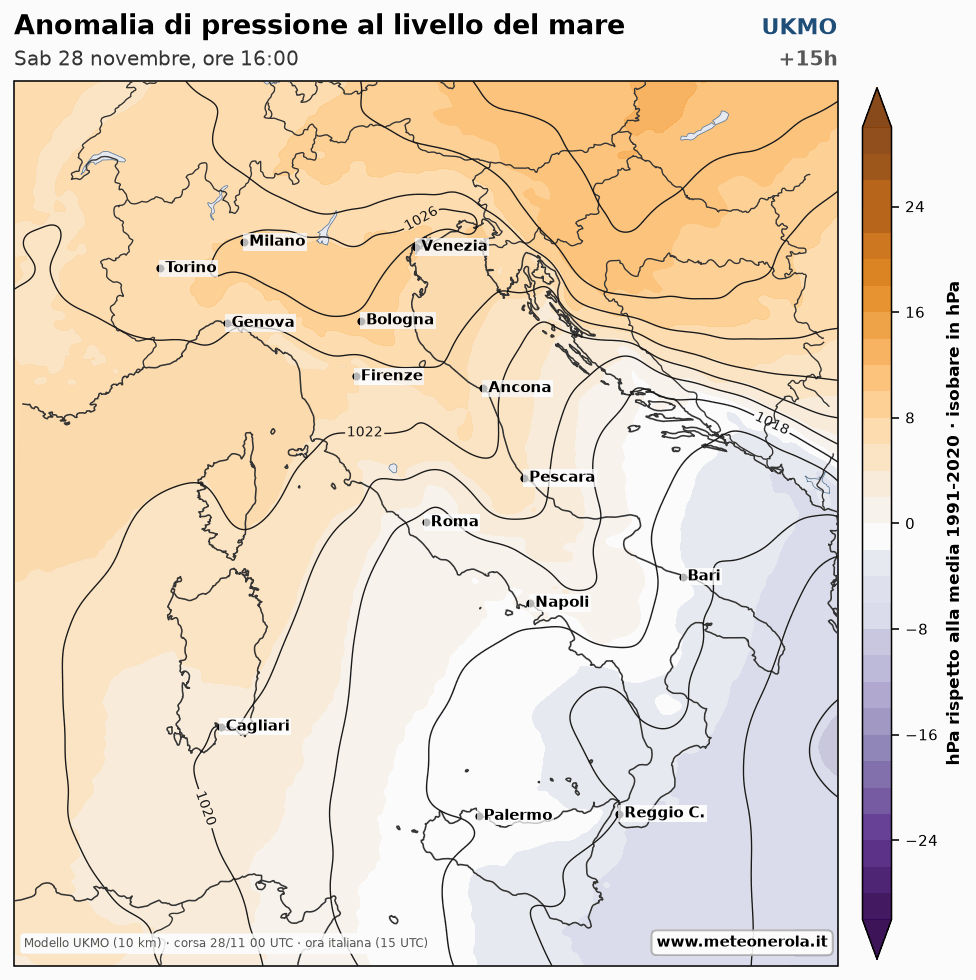 Anomalia di pressione al livello del mare
UKMO
Sab 28 novembre, ore 16:00
+15h
1026
Milano
Venezia
Torino
Genova
Bologna
Firenze
Ancona
1018
1022
Pescara
Roma
Bari
Napoli
Cagliari
1020
Palermo
Reggio C.
24
16
8
0
−8
−16
−24
hPa rispetto alla media 1991-2020 · isobare in hPa
Modello UKMO (10 km) · corsa 28/11 00 UTC · ora italiana (15 UTC)
www.meteonerola.it